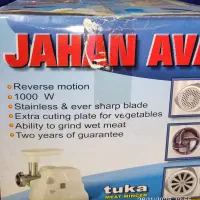 JAHAN AVA
• Reverse motion
• 1000 W
• Stainless & ever sharp blade
• Extra cuting plate for vegetables
• Ability to grind wet meat
• Two years of guarantee
tuka
MEAT MINCER